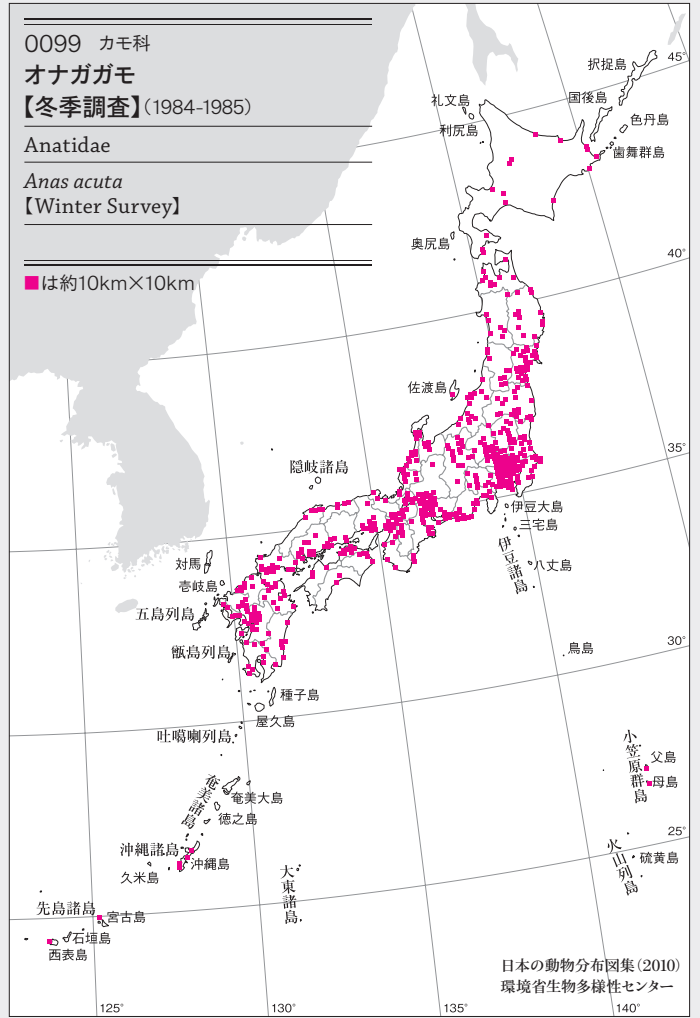 0099 カモ科
オナガガモ
【冬季調査】(1984-1985)
Anatidae
Anas acuta
【Winter Survey】
■は約10km×10km
択捉島
45°
礼文島
国後島
利尻島
色丹島
歯舞群島
奥尻島
40°
佐渡島
35°
隠岐諸島
伊豆大島
三宅島
伊豆諸島
八丈島
対馬
壱岐島
五島列島
甑島列島
30°
鳥島
種子島
屋久島
吐噶喇列島
小笠原群島
父島
母島
奄美諸島
奄美大島
徳之島
25°
沖縄諸島
沖縄島
久米島
火山列島
硫黄島
大東諸島
先島諸島
宮古島
石垣島
西表島
日本の動物分布図集(2010)
環境省生物多様性センター
125°
130°
135°
140°